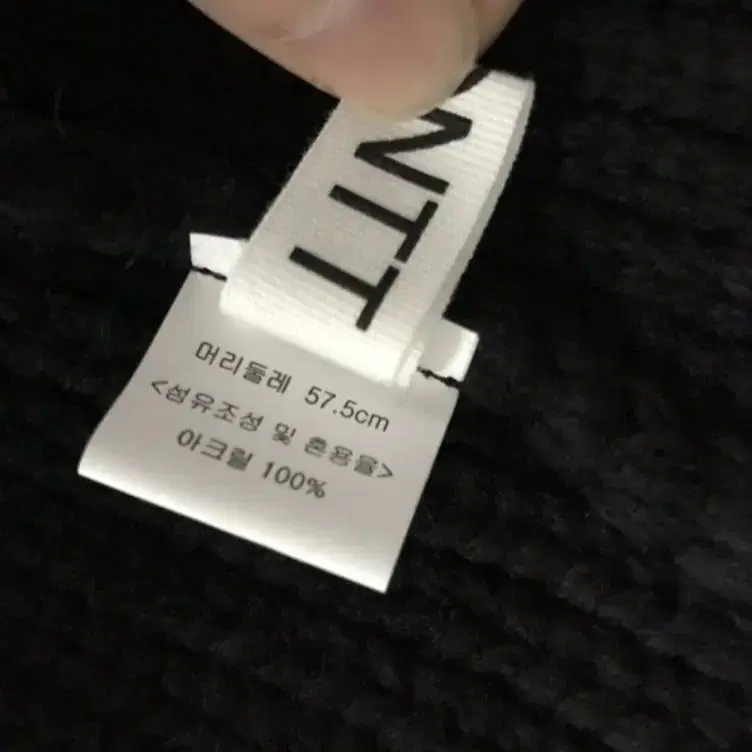 NTT
머리둘레 57.5cm
<섬유조성 및 혼용율>
아크릴 100%